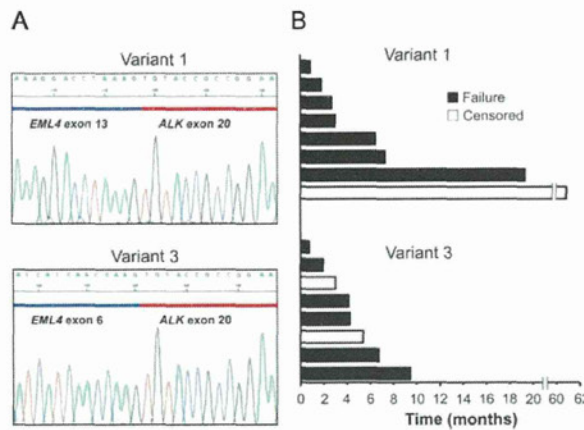 A
Variant 1
EML4 exon 13 ALK exon 20
Variant 3
EML4 exon 6 ALK exon 20
B
Variant 1
Failure
Censored
Variant 3
0 2 4 6 8 10 12 14 16 18 20 60 62
Time (months)